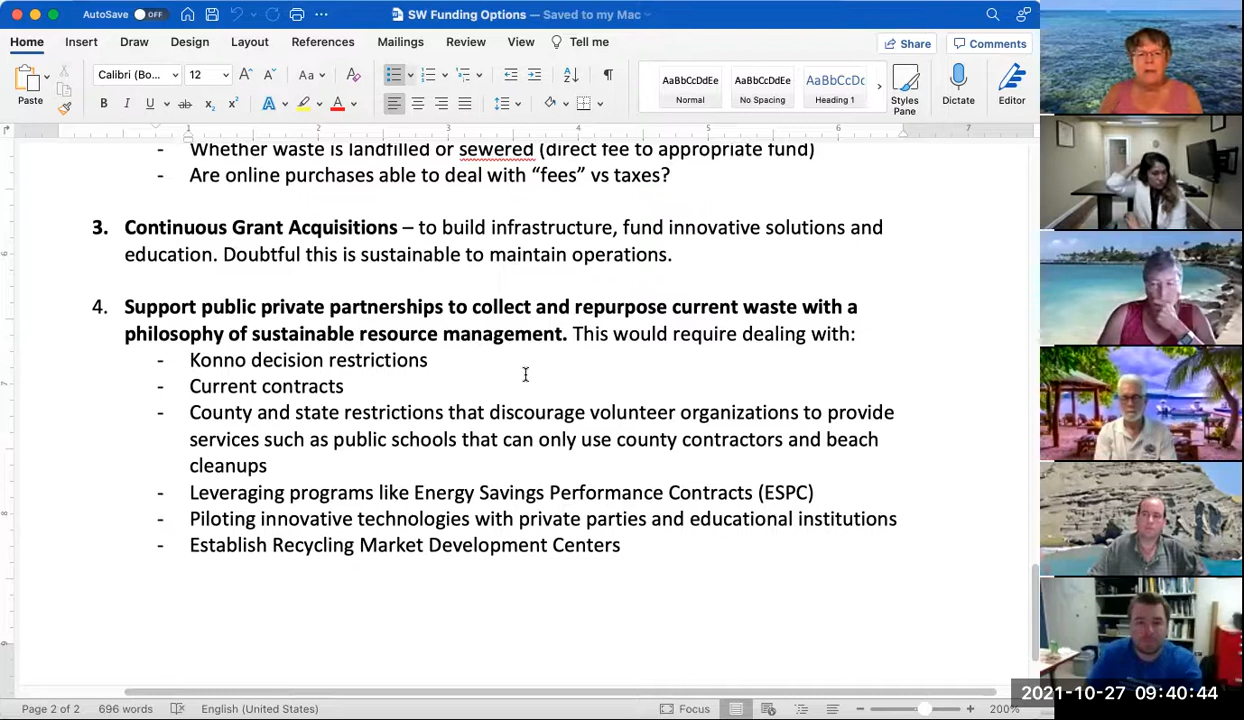 AutoSave OFF SW Funding Options — Saved to my Mac
Home Insert Draw Design Layout References Mailings Review View Tell me Share Comments
Paste Calibri (Bo... 12 AaBbCcDdEe AaBbCcDdEe AaBbCcDc
Normal No Spacing Heading 1 Styles Pane Dictate Editor
1 2 3 4 5 6 7
- Whether waste is landfilled or sewered (direct fee to appropriate fund)
- Are online purchases able to deal with “fees” vs taxes?
3. Continuous Grant Acquisitions – to build infrastructure, fund innovative solutions and
education. Doubtful this is sustainable to maintain operations.
4. Support public private partnerships to collect and repurpose current waste with a
philosophy of sustainable resource management. This would require dealing with:
- Konno decision restrictions
- Current contracts
- County and state restrictions that discourage volunteer organizations to provide
services such as public schools that can only use county contractors and beach
cleanups
- Leveraging programs like Energy Savings Performance Contracts (ESPC)
- Piloting innovative technologies with private parties and educational institutions
- Establish Recycling Market Development Centers
Page 2 of 2 696 words English (United States) Focus 200%
2021-10-27 09:40:44